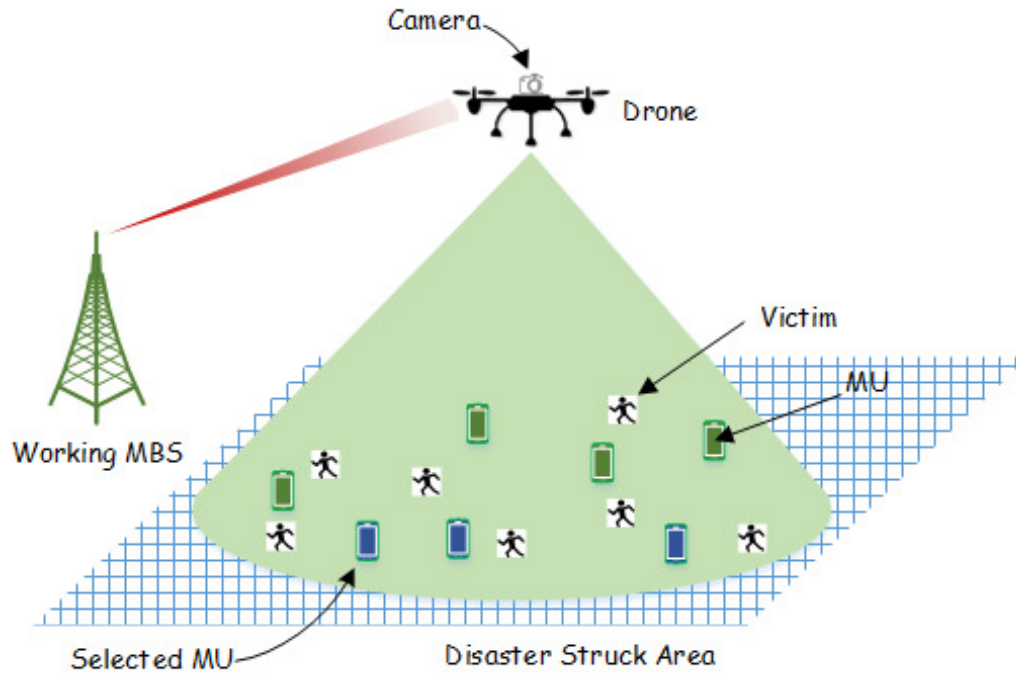 Camera
Drone
Victim
MU
Working MBS
Selected MU
Disaster Struck Area